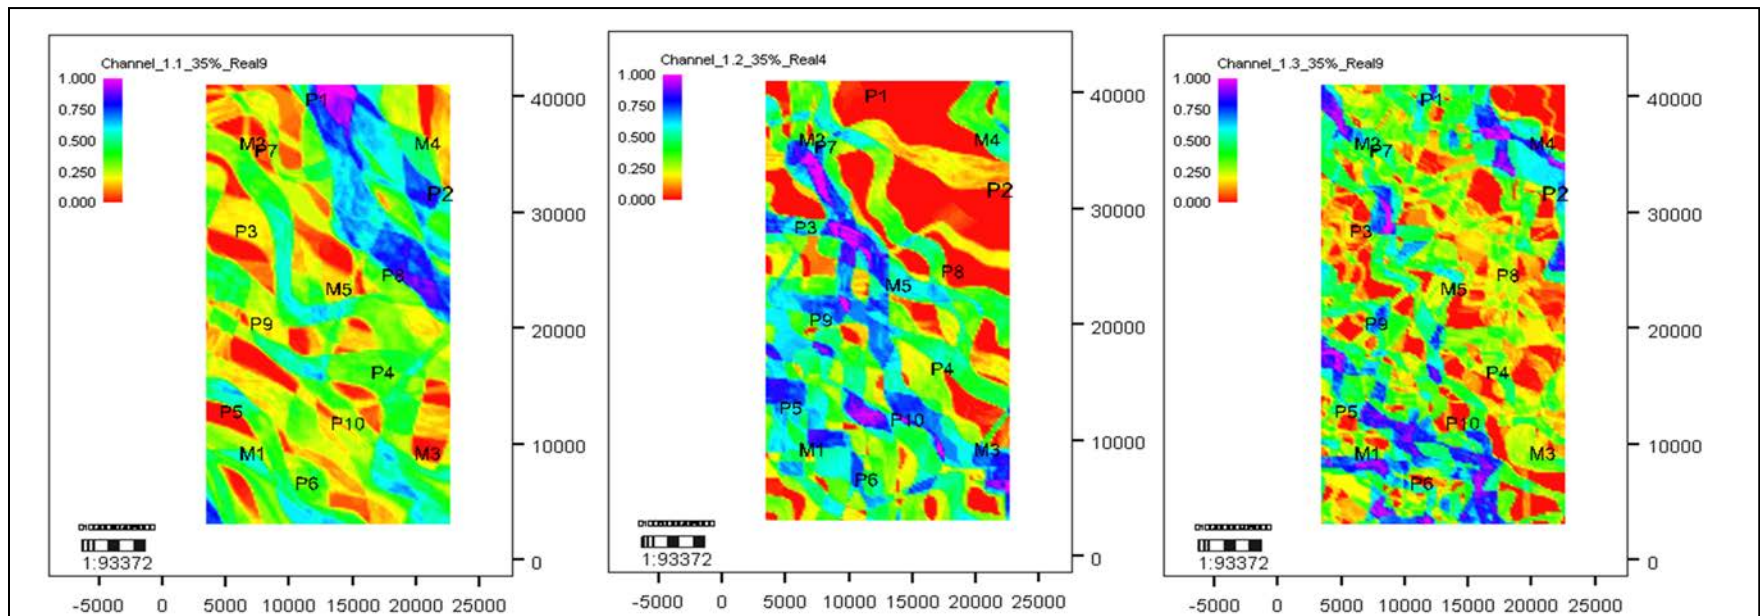 Channel_1.1_35%_Real9
1.000
0.750
0.500
0.250
0.000
P1
M2
P7
M4
P2
P3
P8
M5
P9
P4
P5
P10
M1
M3
P6
40000
30000
20000
10000
0
1:93372
-5000 0 5000 10000 15000 20000 25000
Channel_1.2_35%_Real4
1.000
0.750
0.500
0.250
0.000
P1
M2
P7
M4
P2
P3
P8
M5
P9
P4
P5
P10
M1
M3
P6
40000
30000
20000
10000
0
1:93372
-5000 0 5000 10000 15000 20000 25000
Channel_1.3_35%_Real9
1.000
0.750
0.500
0.250
0.000
P1
M2
P7
M4
P2
P3
P8
M5
P9
P4
P5
P10
M1
M3
P6
40000
30000
20000
10000
0
1:93372
-5000 0 5000 10000 15000 20000 25000